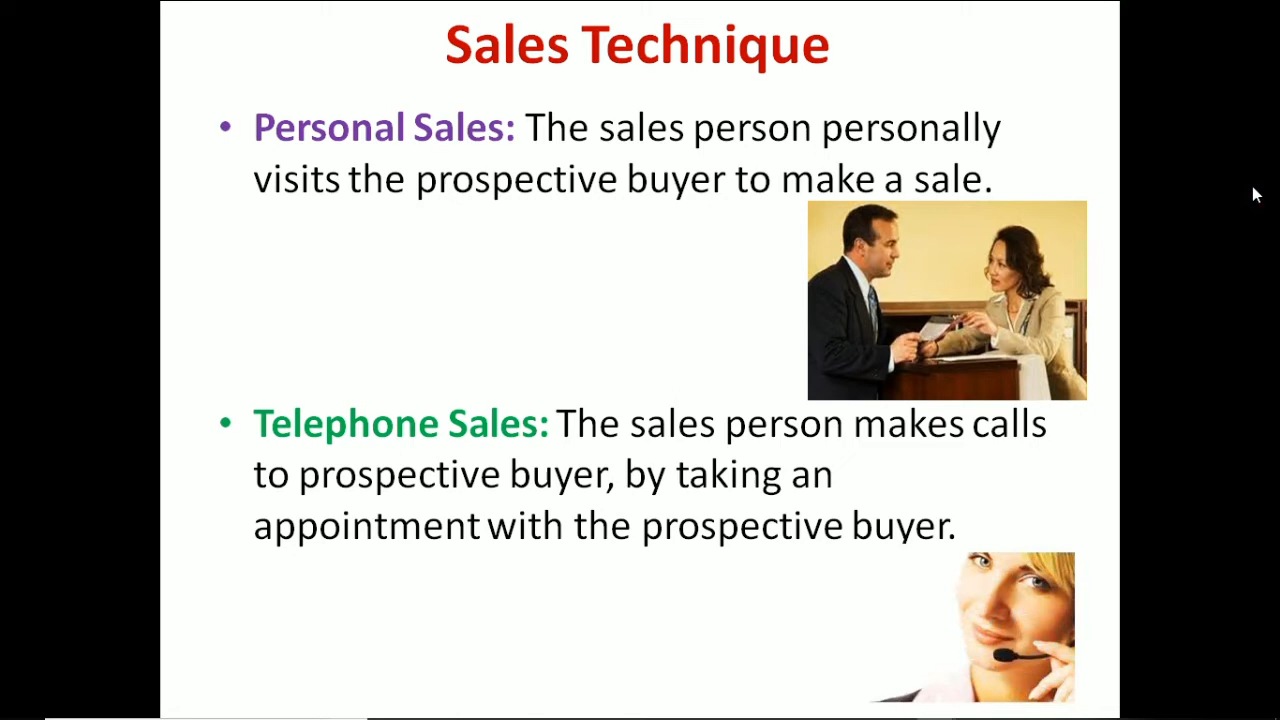 Sales Technique
• Personal Sales: The sales person personally
visits the prospective buyer to make a sale.
• Telephone Sales: The sales person makes calls
to prospective buyer, by taking an
appointment with the prospective buyer.